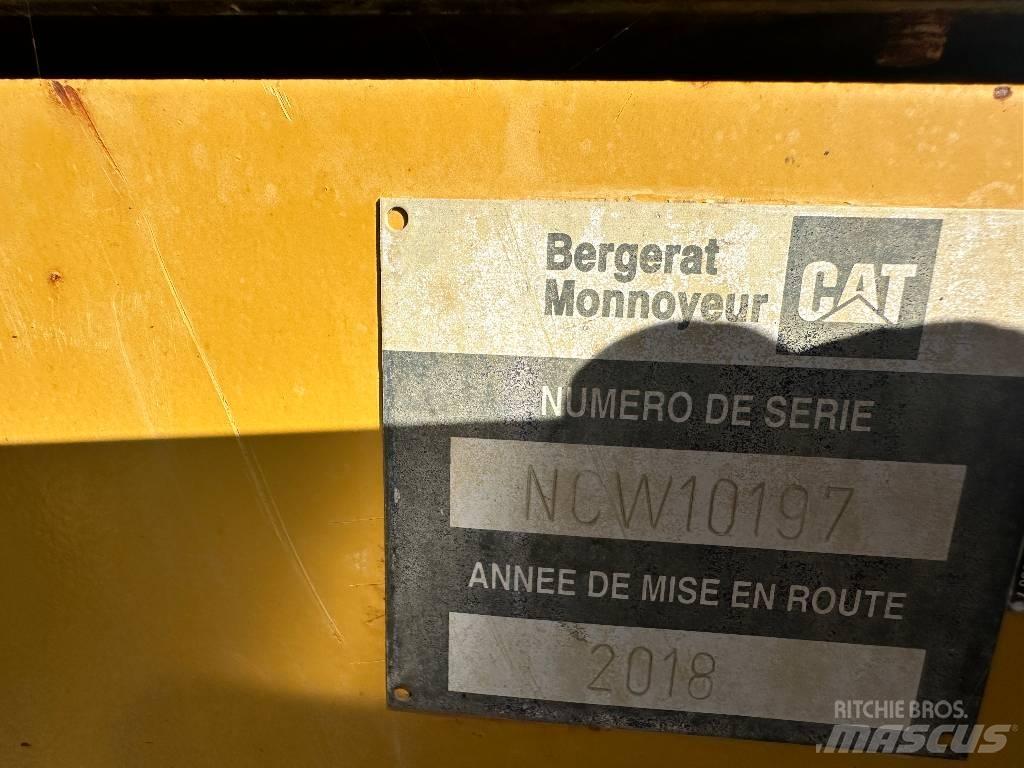 Bergerat
Monnoyeur
CAT
NUMERO DE SERIE
NCW10197
ANNEE DE MISE EN ROUTE
2018
RITCHIE BROS.
MASCUS